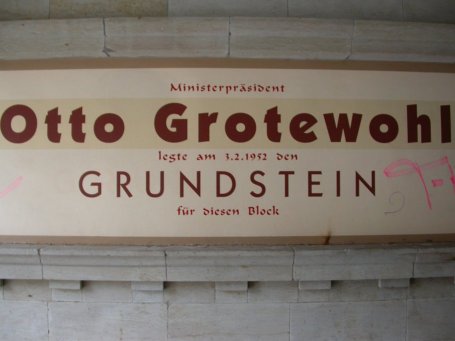 Ministerpräsident
Otto Grotewohl
legte am 3.2.1952 den
GRUNDSTEIN
für diesen Block